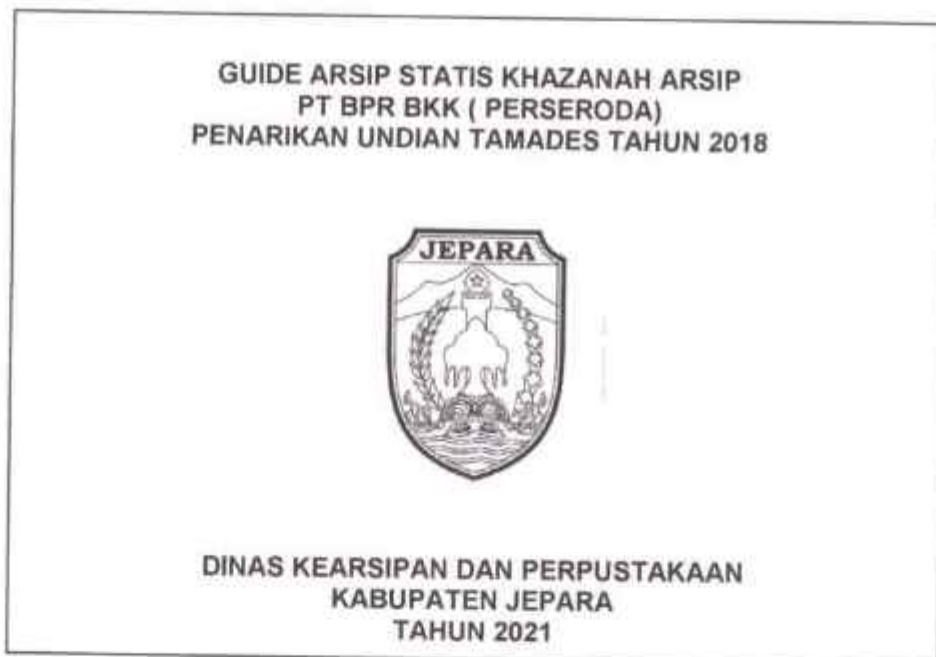 GUIDE ARSIP STATIS KHAZANAH ARSIP
PT BPR BKK ( PERSERODA)
PENARIKAN UNDIAN TAMADES TAHUN 2018
JEPARA
DINAS KEARSIPAN DAN PERPUSTAKAAN
KABUPATEN JEPARA
TAHUN 2021